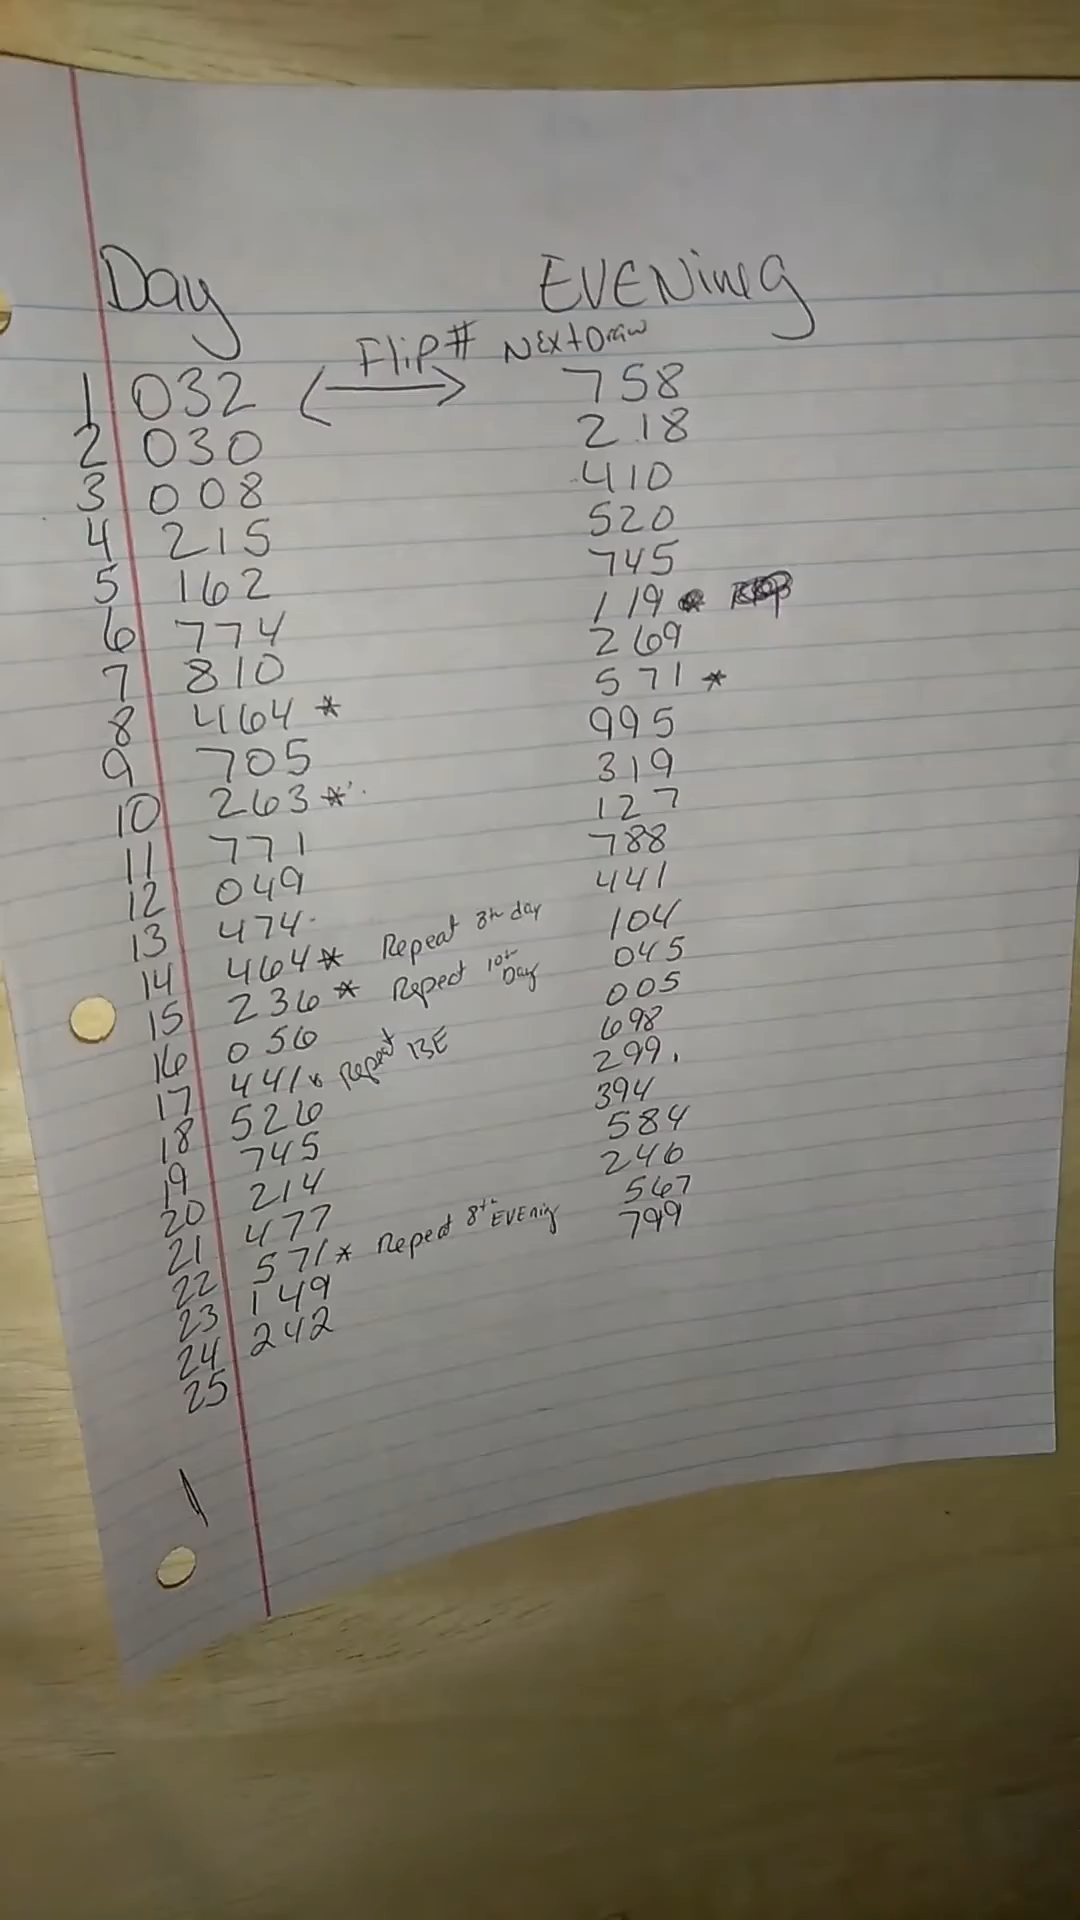 Day EVENiNg
Flip # NExt Draw
1 032 758
2 030 218
3 008 410
4 215 520
5 162 745
6 774 119
7 810 269
8 464 * 571 *
9 705 995
10 263 * 319
11 771 127
12 049 788
13 474 441
14 464 * Repeat 8th day 104
15 236 * Repeat 10th Day 045
16 056 005
17 441 * Repeat 13E 698
18 526 299
19 745 394
20 214 584
21 477 246
22 571 * Repeat 8th EVENiNg 567
23 149 799
24 242
25